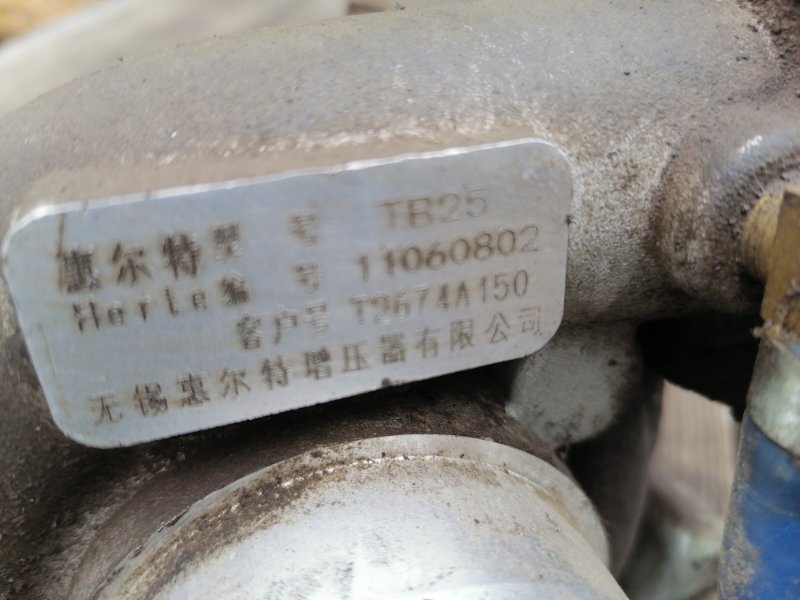 惠尔特型 号 TB25
Herte编 号 11060802
客户号 T2674A150
无锡惠尔特增压器有限公司